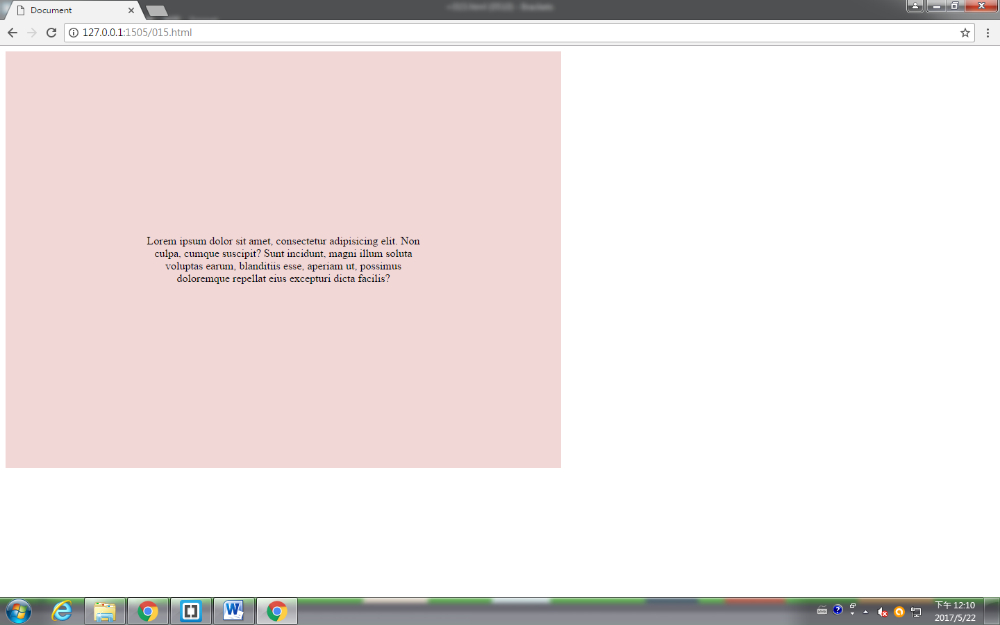 Document
127.0.0.1:1505/015.html
Lorem ipsum dolor sit amet, consectetur adipisicing elit. Non
culpa, cumque suscipit? Sunt incidunt, magni illum soluta
voluptas earum, blanditiis esse, aperiam ut, possimus
doloremque repellat eius excepturi dicta facilis?
下午 12:10
2017/5/22